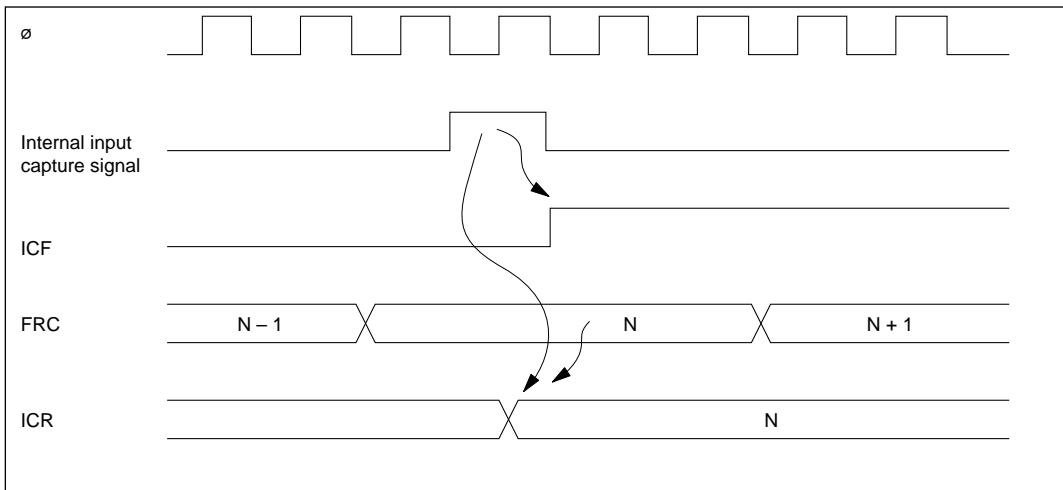 ø
Internal input
capture signal
ICF
FRC
N – 1
N
N + 1
ICR
N